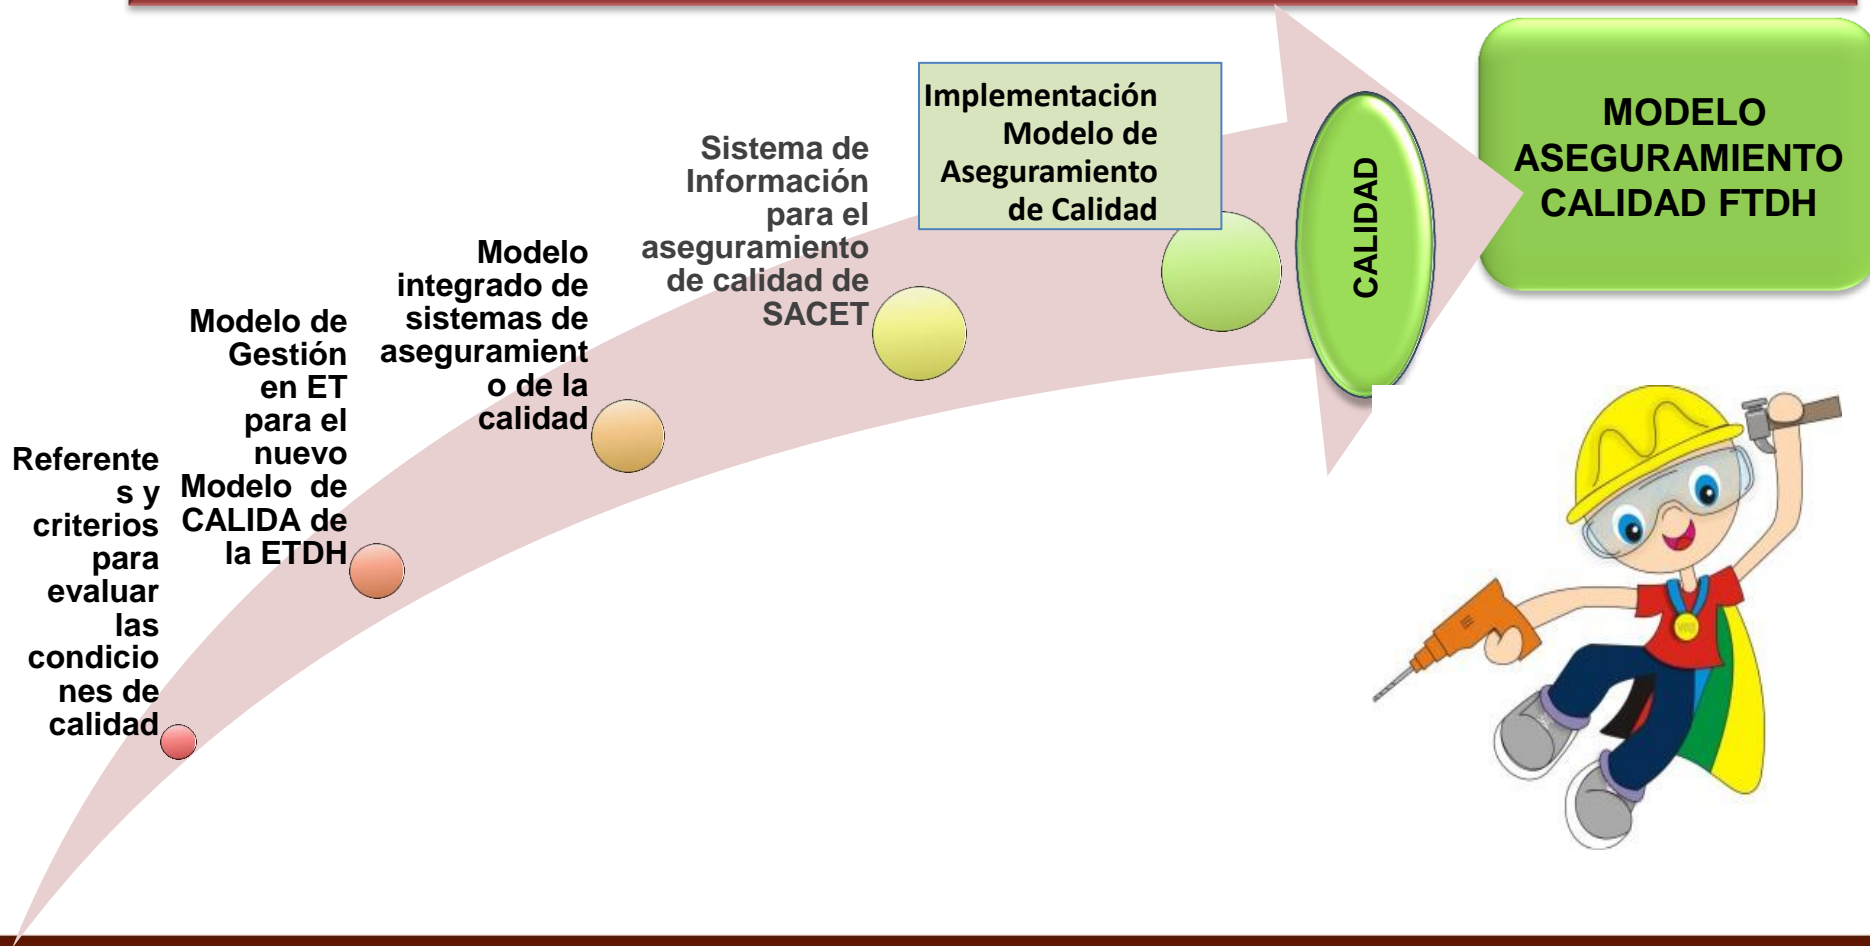 Referente
s y
criterios
para
evaluar
las
condicio
nes de
calidad
Modelo de
Gestión
en ET
para el
nuevo
Modelo de
CALIDA de
la ETDH
Modelo
integrado de
sistemas de
aseguramient
o de la
calidad
Sistema de
Información
para el
aseguramiento
de calidad de
SACET
Implementación
Modelo de
Aseguramiento
de Calidad
CALIDAD
MODELO
ASEGURAMIENTO
CALIDAD FTDH